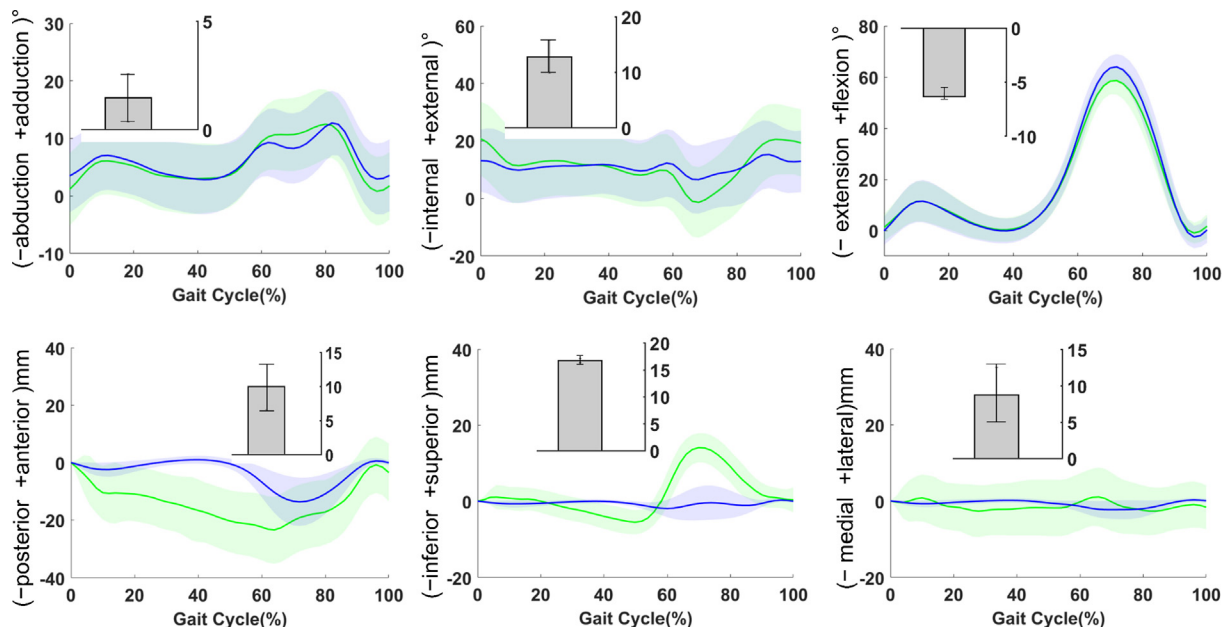 (−abduction +adduction )°
30
20
10
0
-10
5
0
0 20 40 60 80 100
Gait Cycle(%)
(−internal +external )°
60
40
20
0
-20
20
10
0
0 20 40 60 80 100
Gait Cycle(%)
(− extension +flexion )°
80
60
40
20
0
0
-5
-10
0 20 40 60 80 100
Gait Cycle(%)
(−posterior +anterior )mm
40
20
0
-20
-40
15
10
5
0
0 20 40 60 80 100
Gait Cycle(%)
(−inferior +superior )mm
40
20
0
-20
20
15
10
5
0
0 20 40 60 80 100
Gait Cycle(%)
(− medial +lateral)mm
40
20
0
-20
15
10
5
0
0 20 40 60 80 100
Gait Cycle(%)